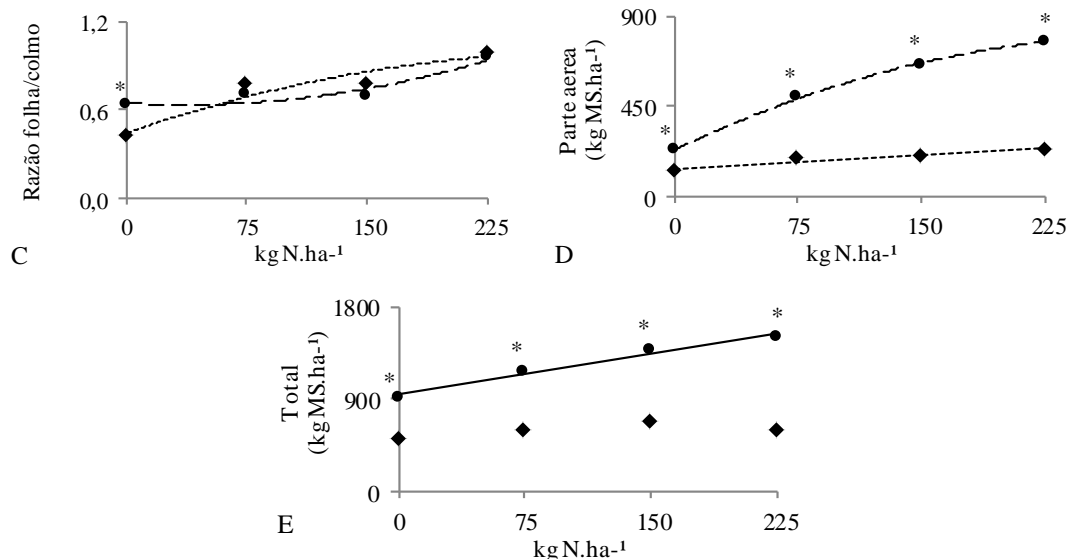 Razão folha/colmo
1,2
0,6
0,0
*
0
75
150
225
kg N.ha-¹
C
Parte aerea
(kg MS.ha-¹)
900
450
0
*
*
*
*
0
75
150
225
kg N.ha-¹
D
Total
(kg MS.ha-¹)
1800
900
0
*
*
*
*
0
75
150
225
kg N.ha-¹
E